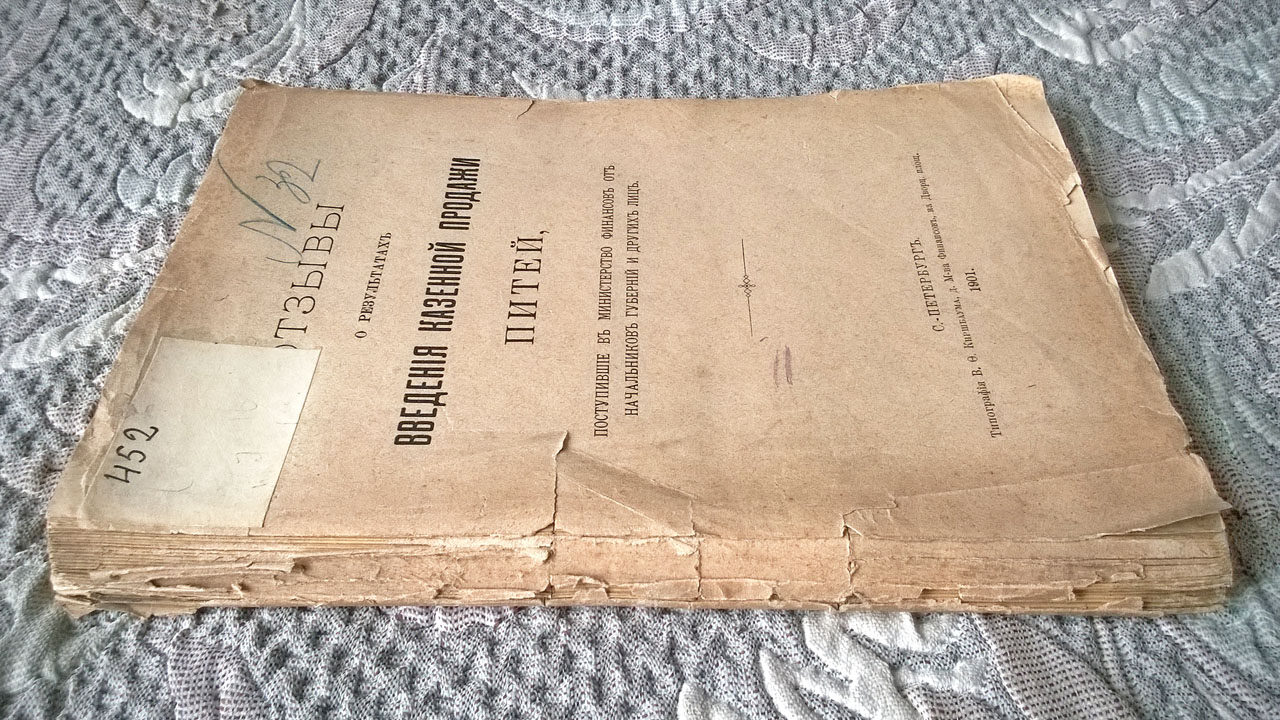 N 32
452
ОТЗЫВЫ
О РЕЗУЛЬТАТАХЪ
ВВЕДЕНІЯ КАЗЕННОЙ ПРОДАЖИ
ПИТЕЙ,
ПОСТУПИВШІЕ ВЪ МИНИСТЕРСТВО ФИНАНСОВЪ ОТЪ
НАЧАЛЬНИКОВЪ ГУБЕРНІЙ И ДРУГИХЪ ЛИЦЪ.
С.-ПЕТЕРБУРГЪ.
Типографія В. Ѳ. Киршбаума, д. М-ва Финансовъ, на Дворц. площ.
1901.